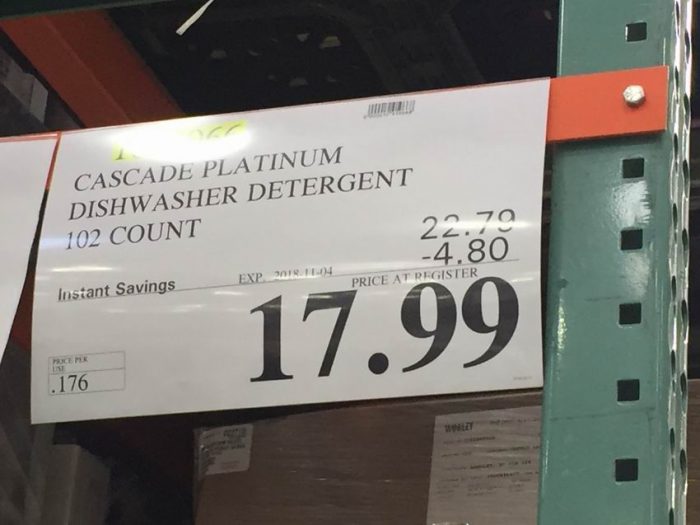 CASCADE PLATINUM
DISHWASHER DETERGENT
102 COUNT
22.79
-4.80
Instant Savings
EXP. 2018-11-04
PRICE AT REGISTER
17.99
PRICE PER
USE
.176